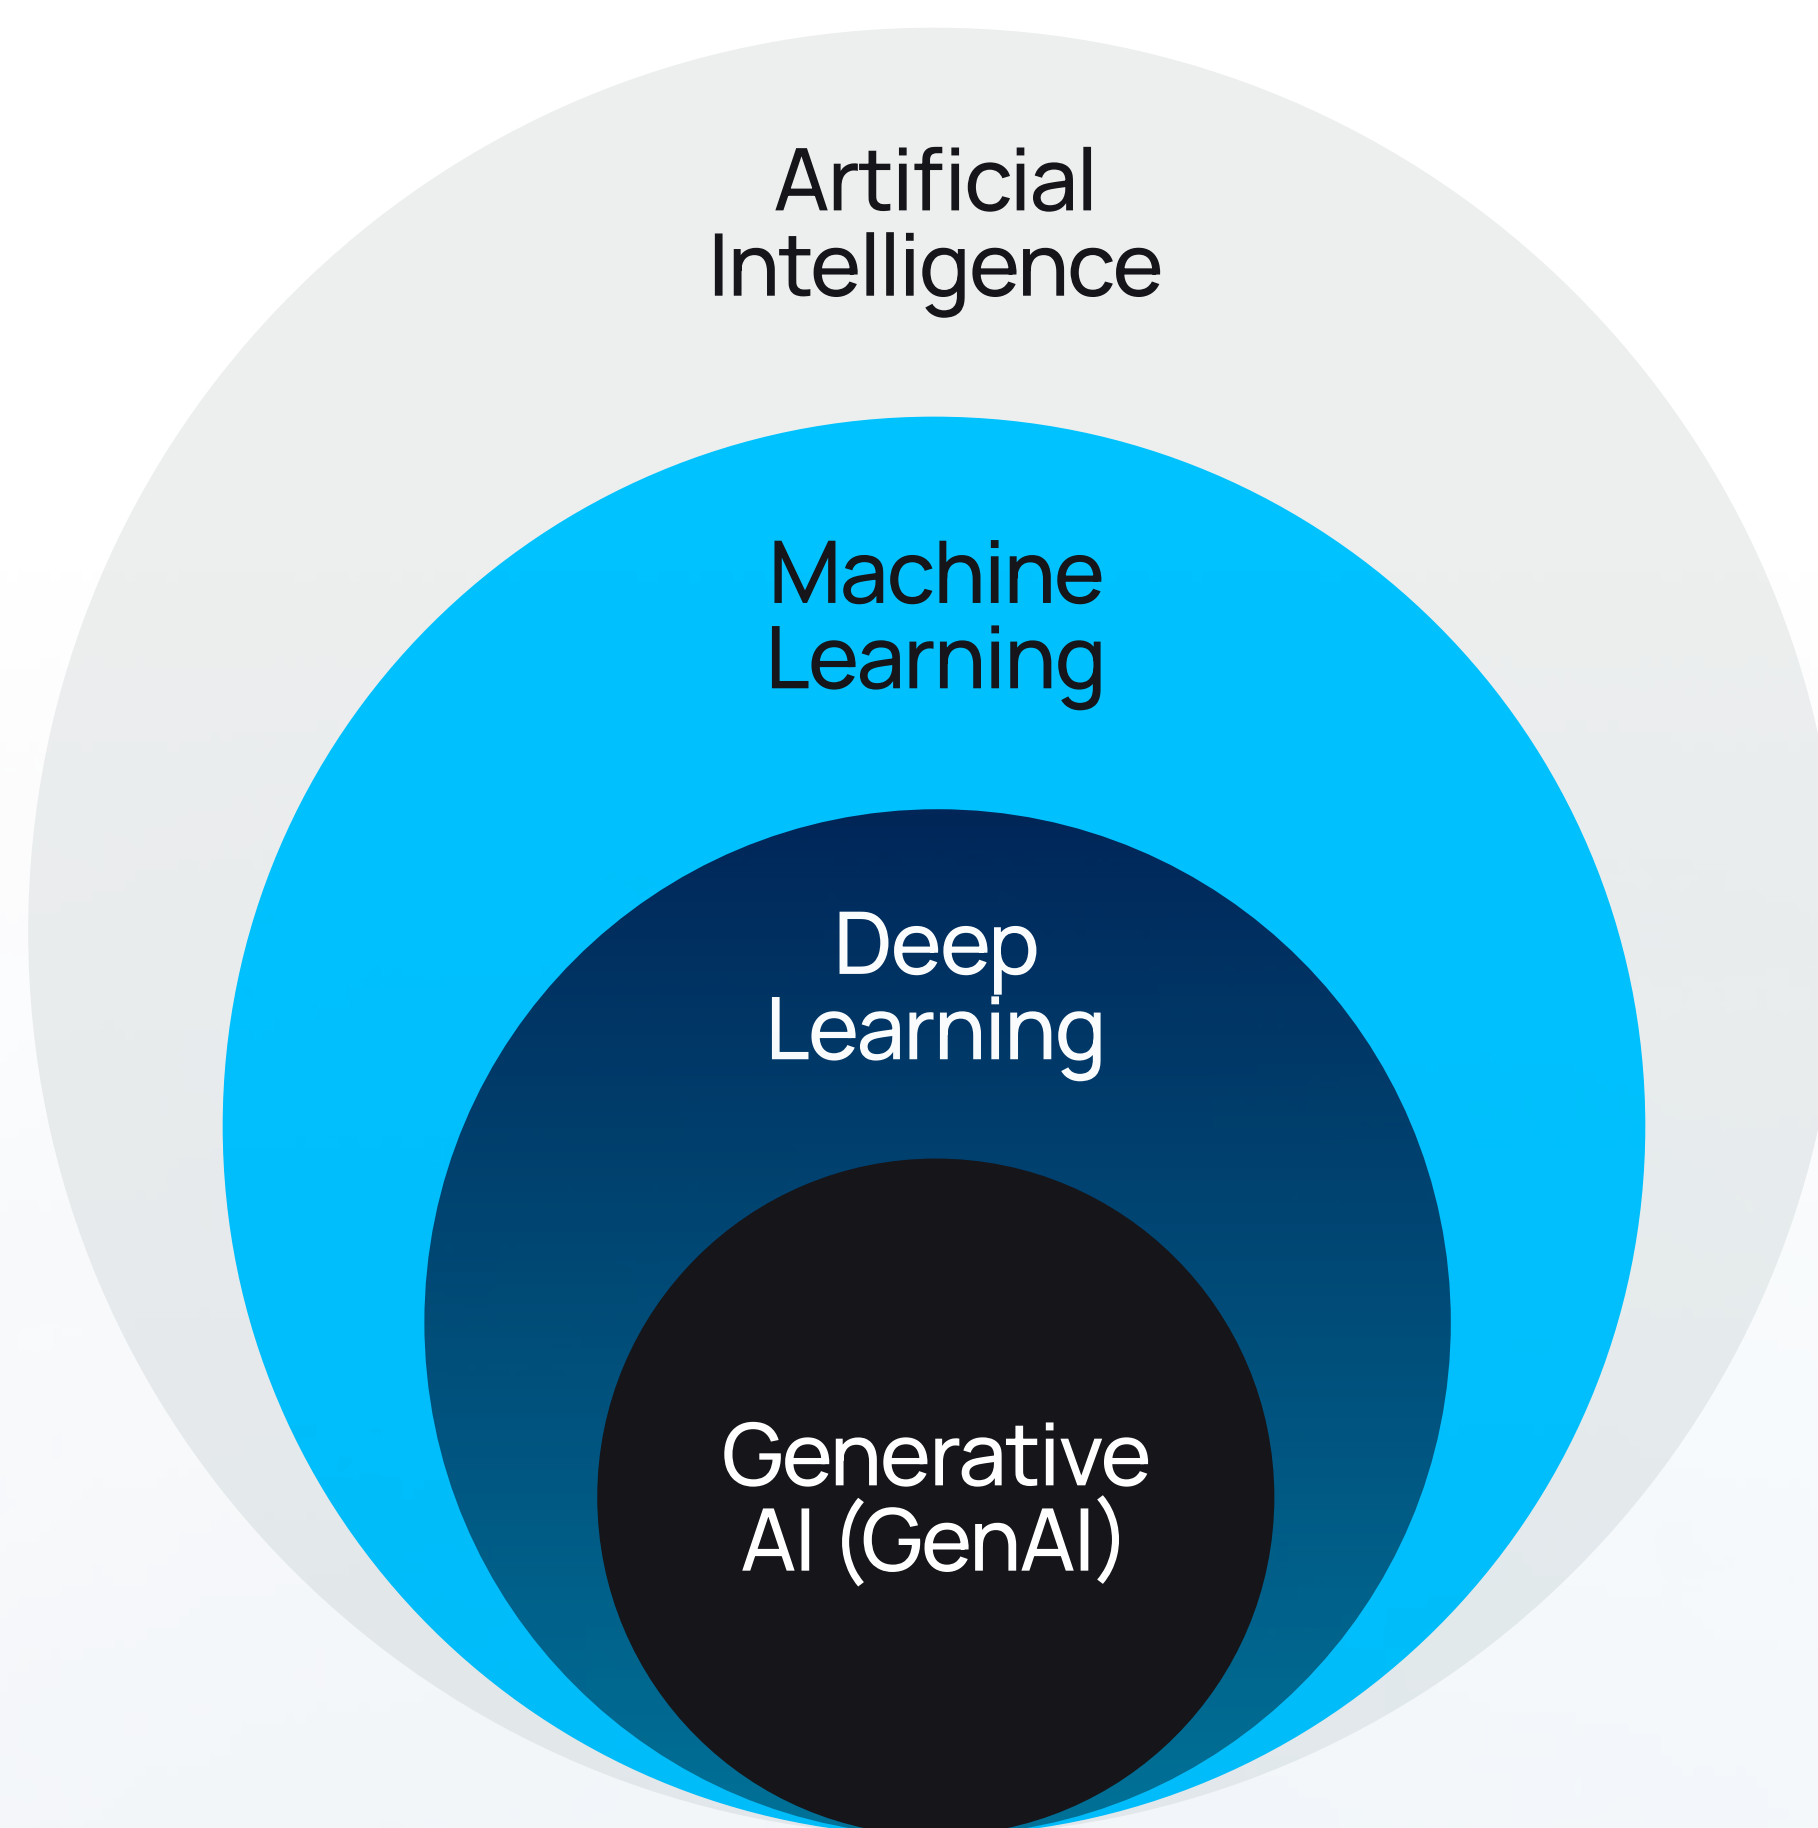 Artificial
Intelligence
Machine
Learning
Deep
Learning
Generative
AI (GenAI)